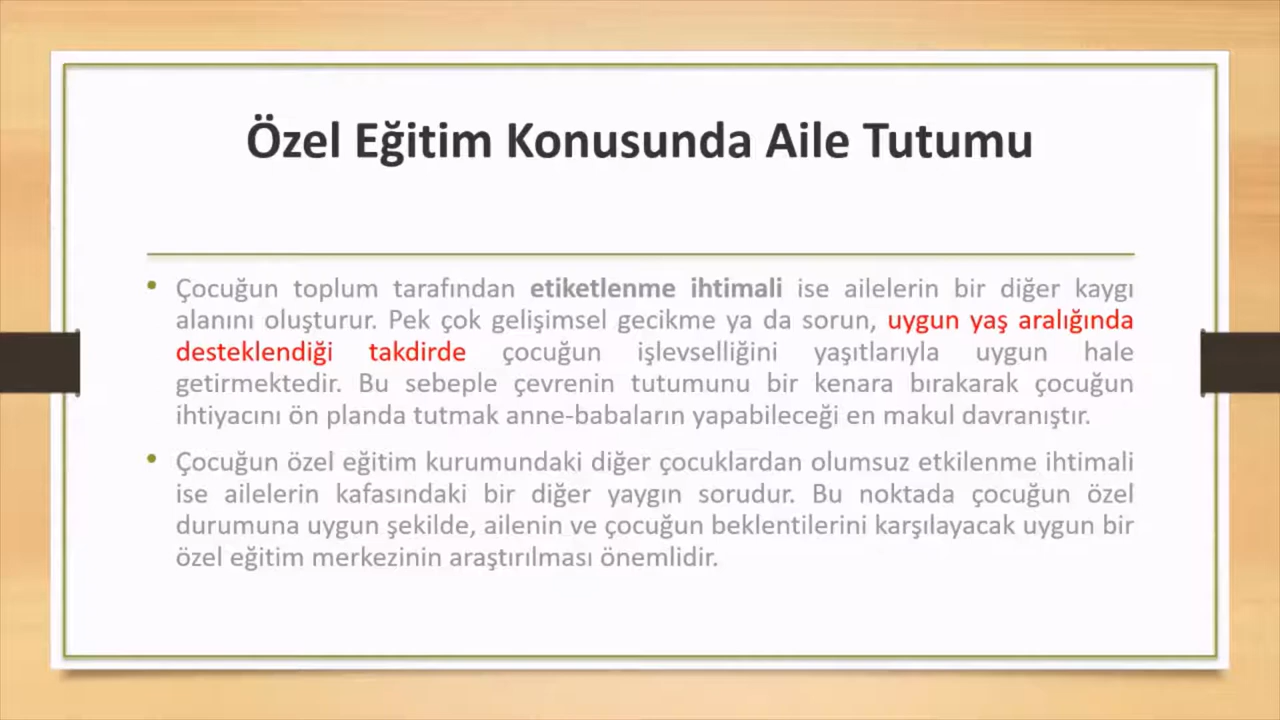 Özel Eğitim Konusunda Aile Tutumu
• Çocuğun toplum tarafından etiketlenme ihtimali ise ailelerin bir diğer kaygı
alanını oluşturur. Pek çok gelişimsel gecikme ya da sorun, uygun yaş aralığında
desteklendiği takdirde çocuğun işlevselliğini yaşıtlarıyla uygun hale
getirmektedir. Bu sebeple çevrenin tutumunu bir kenara bırakarak çocuğun
ihtiyacını ön planda tutmak anne-babaların yapabileceği en makul davranıştır.
• Çocuğun özel eğitim kurumundaki diğer çocuklardan olumsuz etkilenme ihtimali
ise ailelerin kafasındaki bir diğer yaygın sorudur. Bu noktada çocuğun özel
durumuna uygun şekilde, ailenin ve çocuğun beklentilerini karşılayacak uygun bir
özel eğitim merkezinin araştırılması önemlidir.